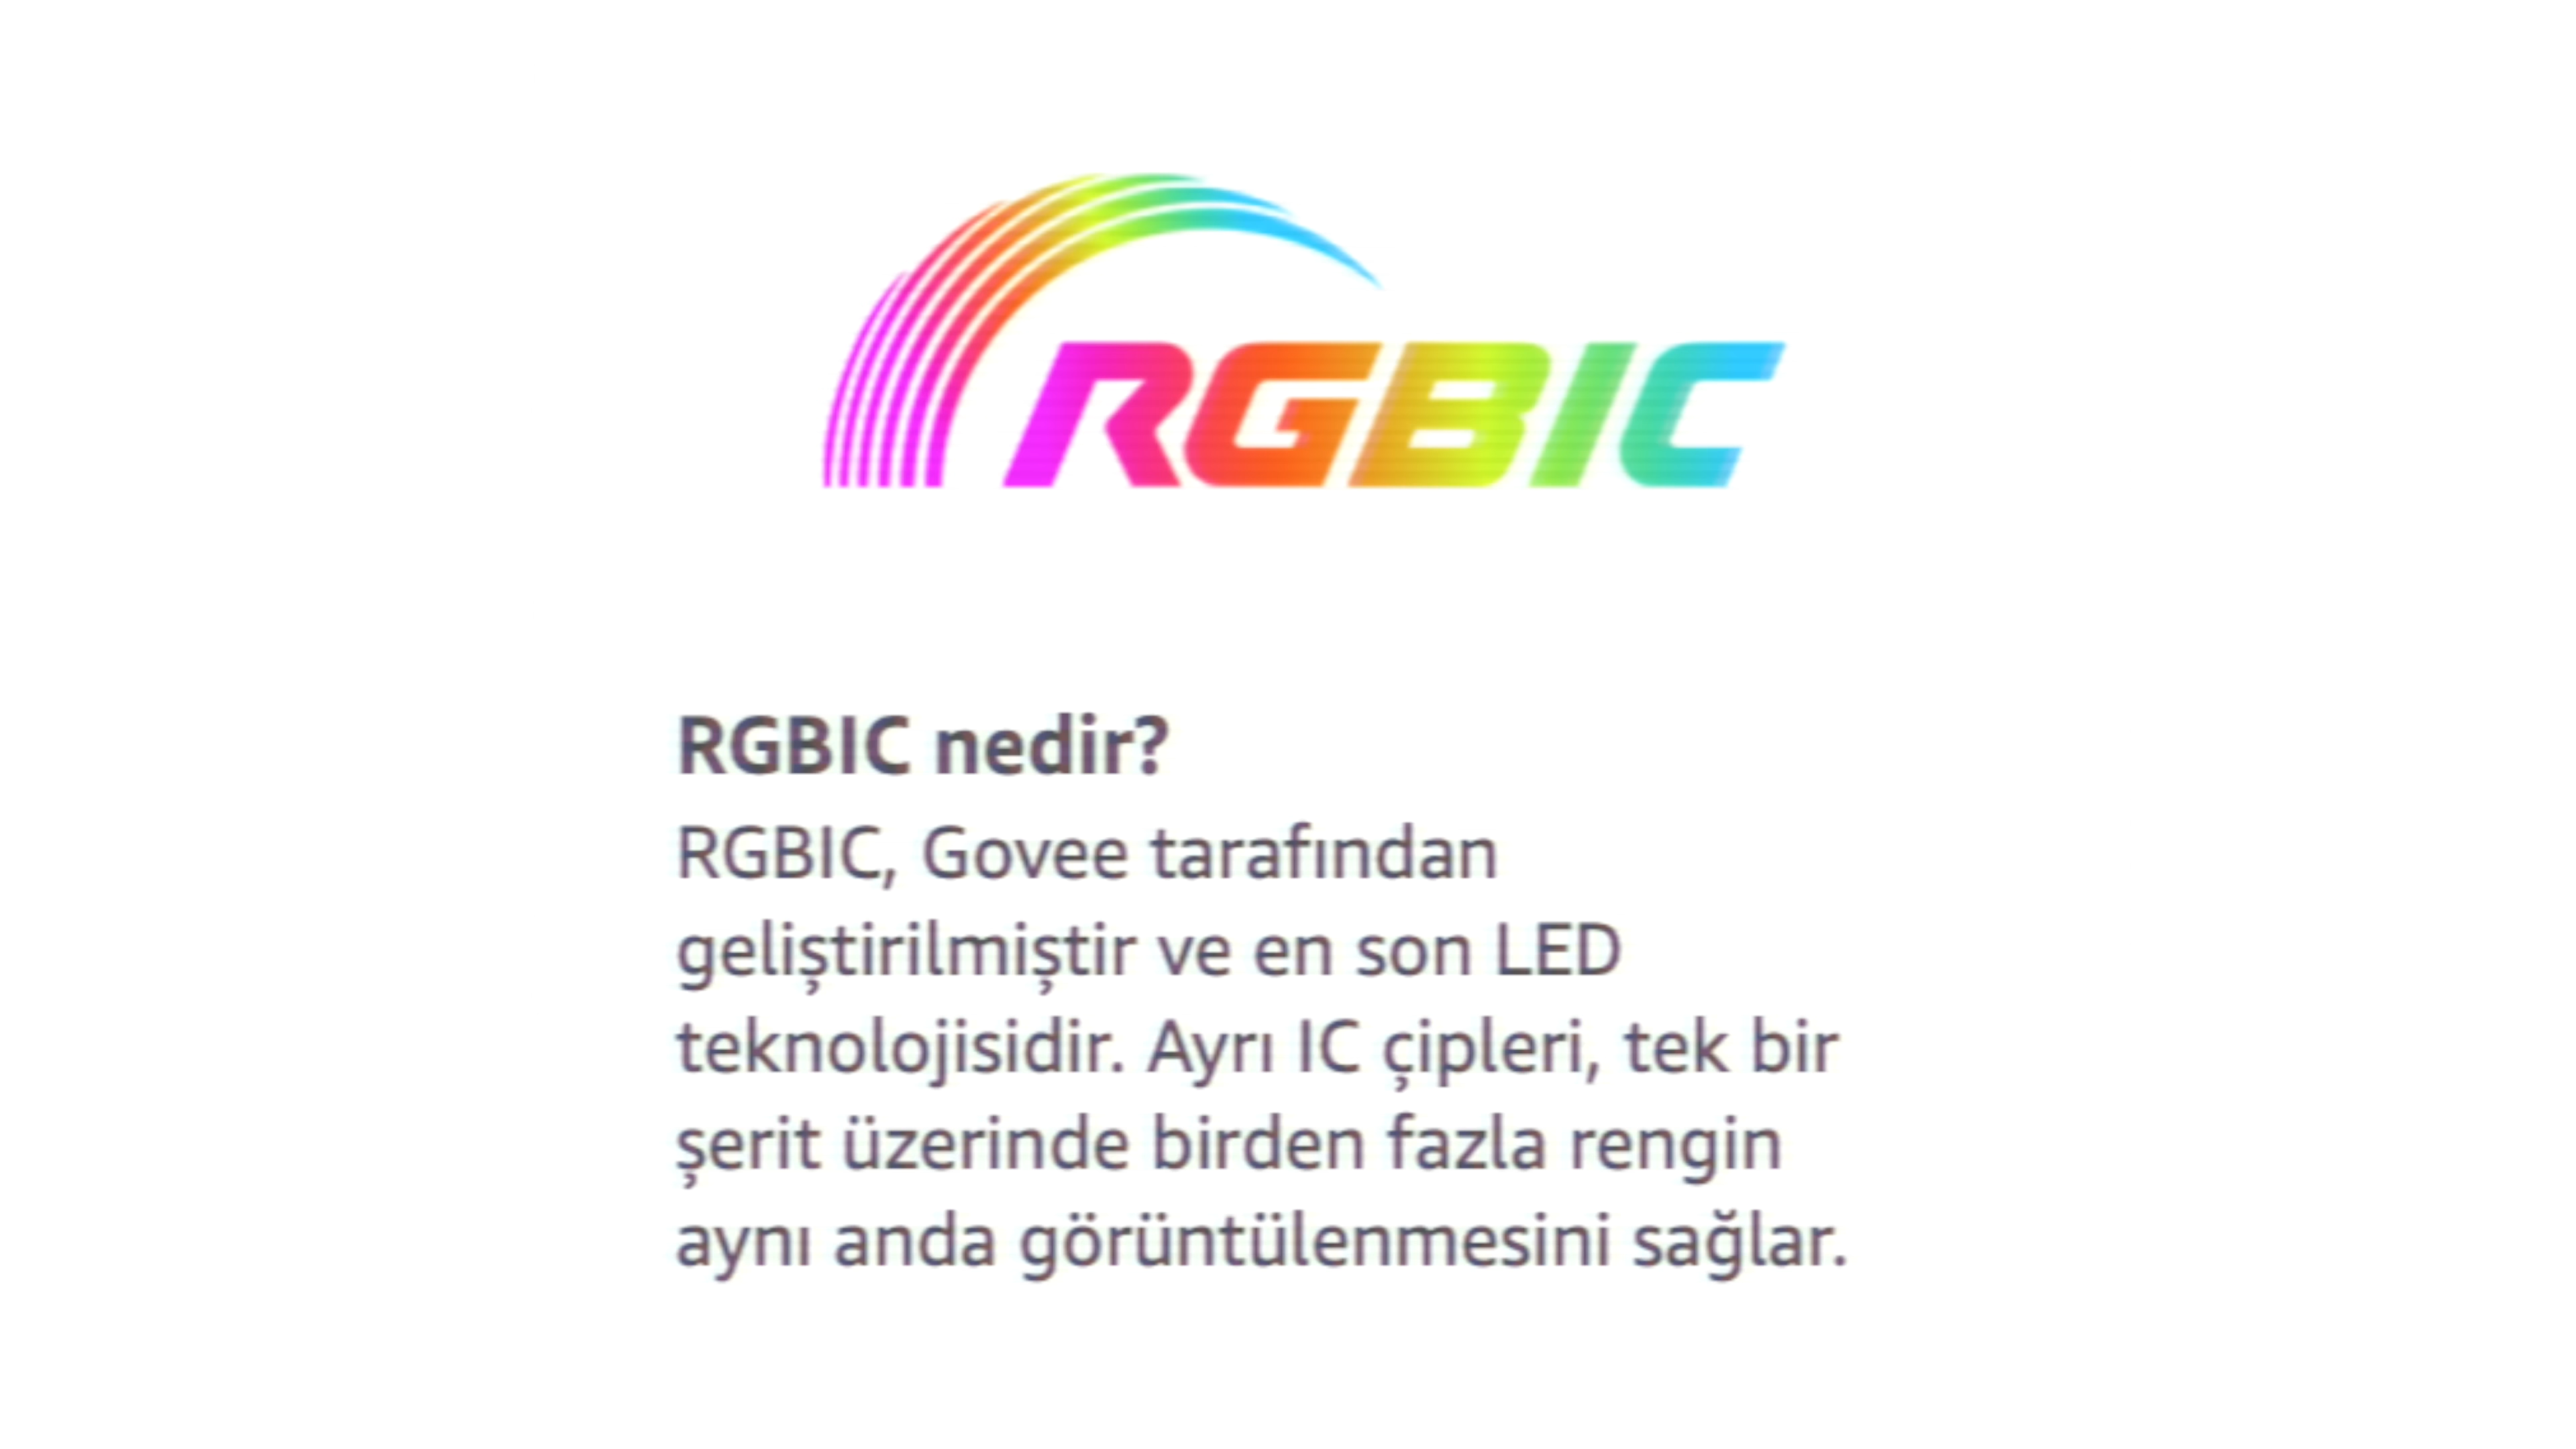 RGBIC
RGBIC nedir?
RGBIC, Govee tarafından
geliştirilmiştir ve en son LED
teknolojisidir. Ayrı IC çipleri, tek bir
şerit üzerinde birden fazla rengin
aynı anda görüntülenmesini sağlar.